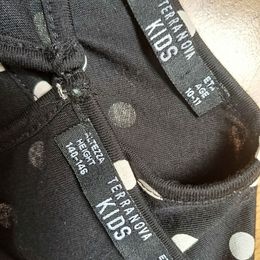 TERRANOVA
KIDS
ETÀ
AGE
10-11
TERRANOVA
KIDS
ALTEZZA
HEIGHT
140-146